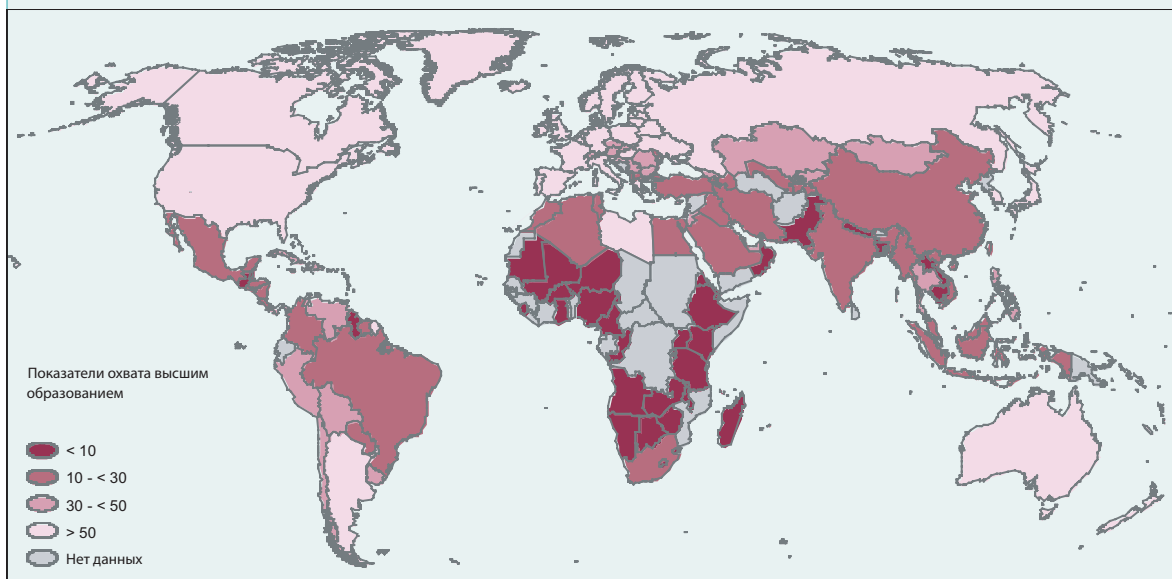 Показатели охвата высшим
образованием
< 10
10 - < 30
30 - < 50
> 50
Нет данных